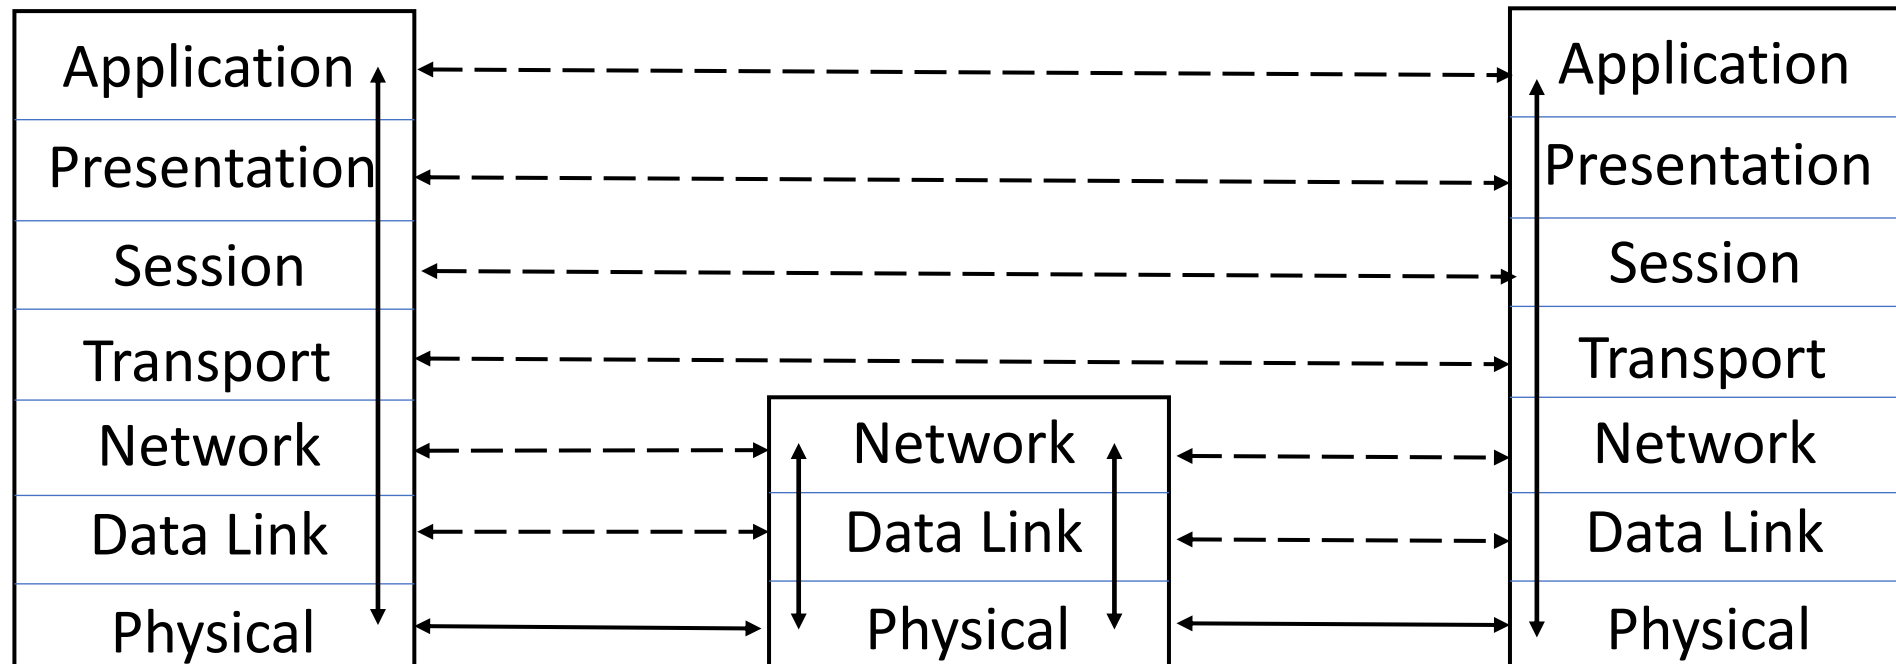 Application
Presentation
Session
Transport
Network
Data Link
Physical
Network
Data Link
Physical
Application
Presentation
Session
Transport
Network
Data Link
Physical